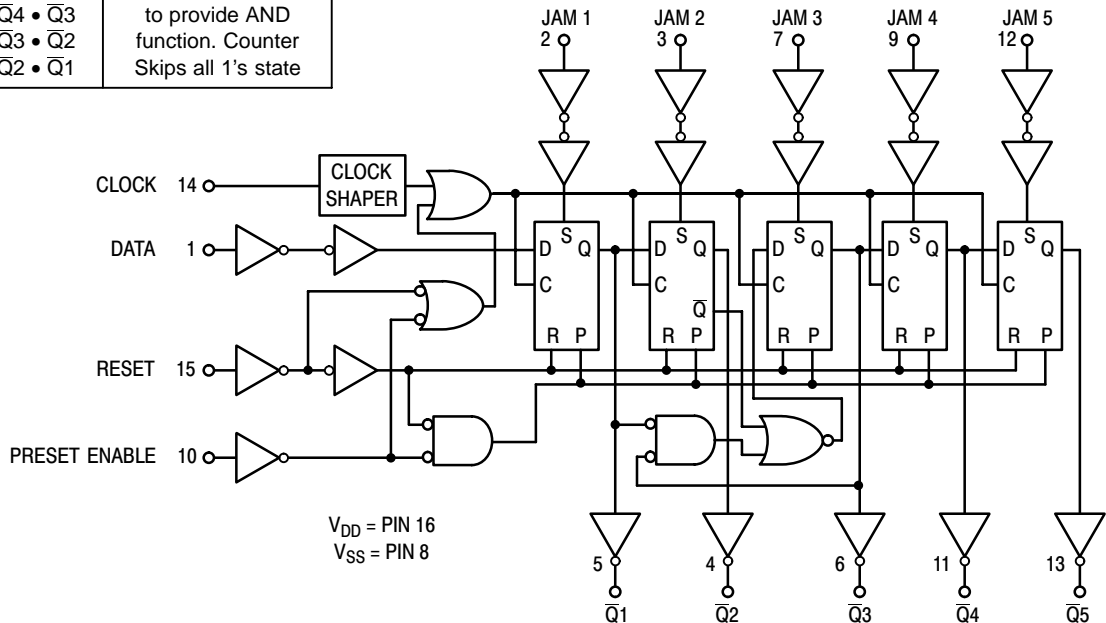 Q̅4 • Q̅3
Q̅3 • Q̅2
Q̅2 • Q̅1
to provide AND
function. Counter
Skips all 1's state
JAM 1
2
JAM 2
3
JAM 3
7
JAM 4
9
JAM 5
12
CLOCK 14
CLOCK
SHAPER
DATA 1
RESET 15
PRESET ENABLE 10
S
D Q
C
R P
S
D Q
C
Q̅
R P
S
D Q
C
R P
S
D Q
C
R P
S
D Q
C
R P
VDD = PIN 16
VSS = PIN 8
5
4
6
11
13
Q̅1
Q̅2
Q̅3
Q̅4
Q̅5